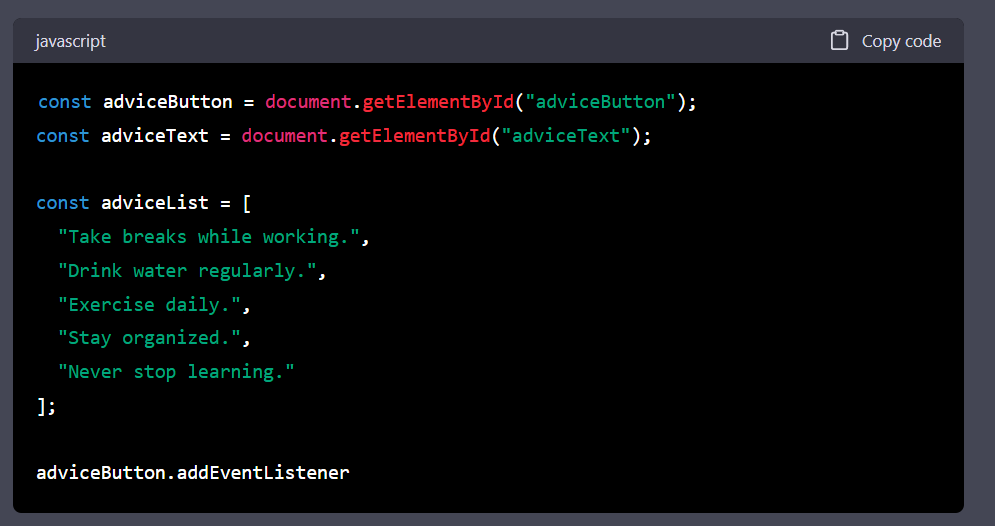 javascript
Copy code
const adviceButton = document.getElementById("adviceButton");
const adviceText = document.getElementById("adviceText");
const adviceList = [
"Take breaks while working.",
"Drink water regularly.",
"Exercise daily.",
"Stay organized.",
"Never stop learning."
];
adviceButton.addEventListener